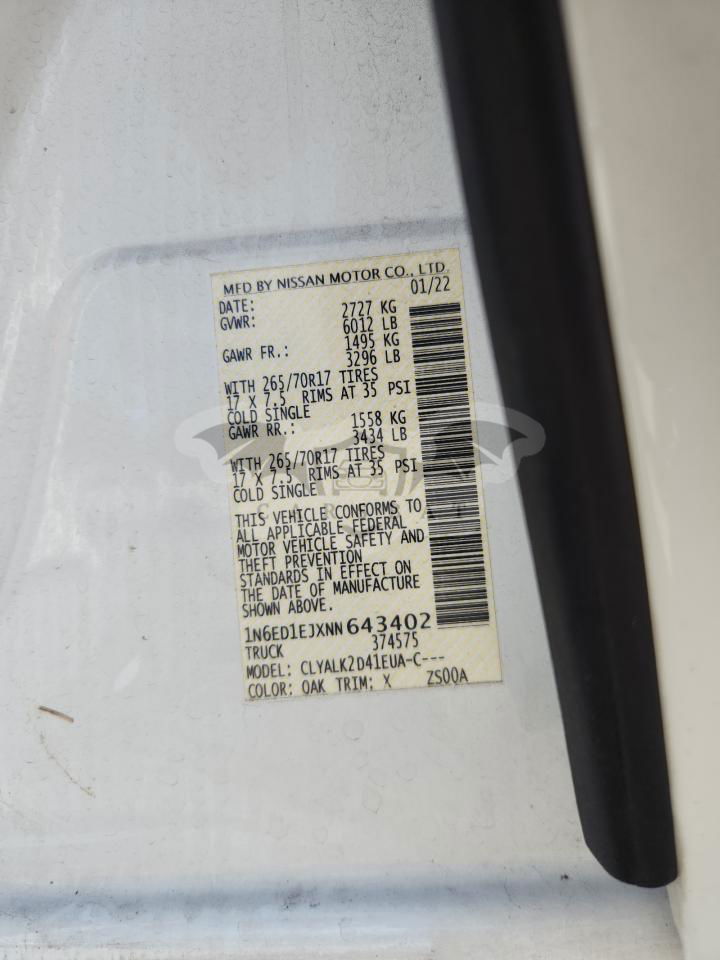 MFD BY NISSAN MOTOR CO., LTD.
DATE: 01/22
GVWR: 2727 KG
6012 LB
GAWR FR.: 1495 KG
3296 LB
WITH 265/70R17 TIRES
17 X 7.5 RIMS AT 35 PSI
COLD SINGLE
GAWR RR.: 1558 KG
3434 LB
WITH 265/70R17 TIRES
17 X 7.5 RIMS AT 35 PSI
COLD SINGLE
THIS VEHICLE CONFORMS TO
ALL APPLICABLE FEDERAL
MOTOR VEHICLE SAFETY AND
THEFT PREVENTION
STANDARDS IN EFFECT ON
THE DATE OF MANUFACTURE
SHOWN ABOVE.
1N6ED1EJXNN643402
TRUCK 374575
MODEL: CLYALK2D41EUA-C---
COLOR: QAK TRIM: X ZS00A